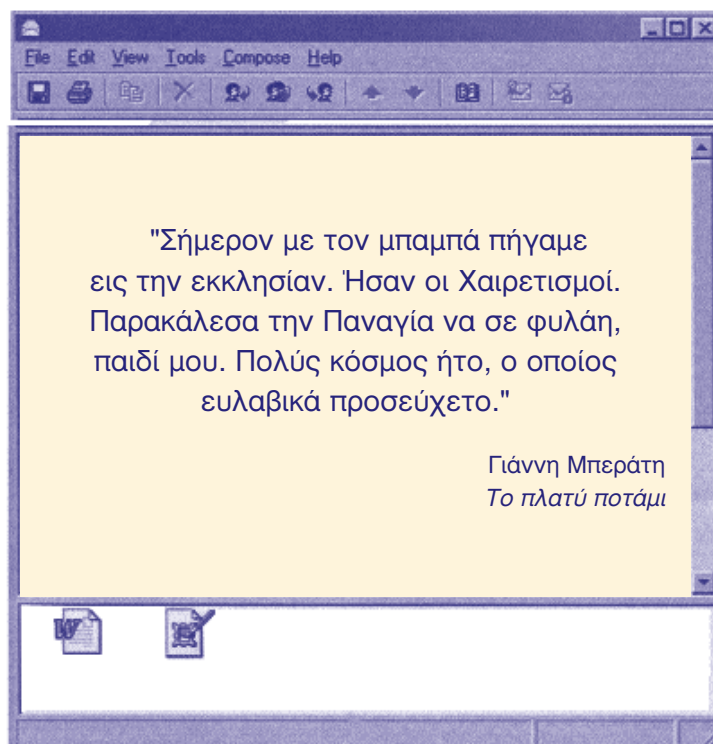 File Edit View Tools Compose Help
"Σήμερον με τον μπαμπά πήγαμε
εις την εκκλησίαν. Ήσαν οι Χαιρετισμοί.
Παρακάλεσα την Παναγία να σε φυλάη,
παιδί μου. Πολύς κόσμος ήτο, ο οποίος
ευλαβικά προσεύχετο."
Γιάννη Μπεράτη
Το πλατύ ποτάμι
W